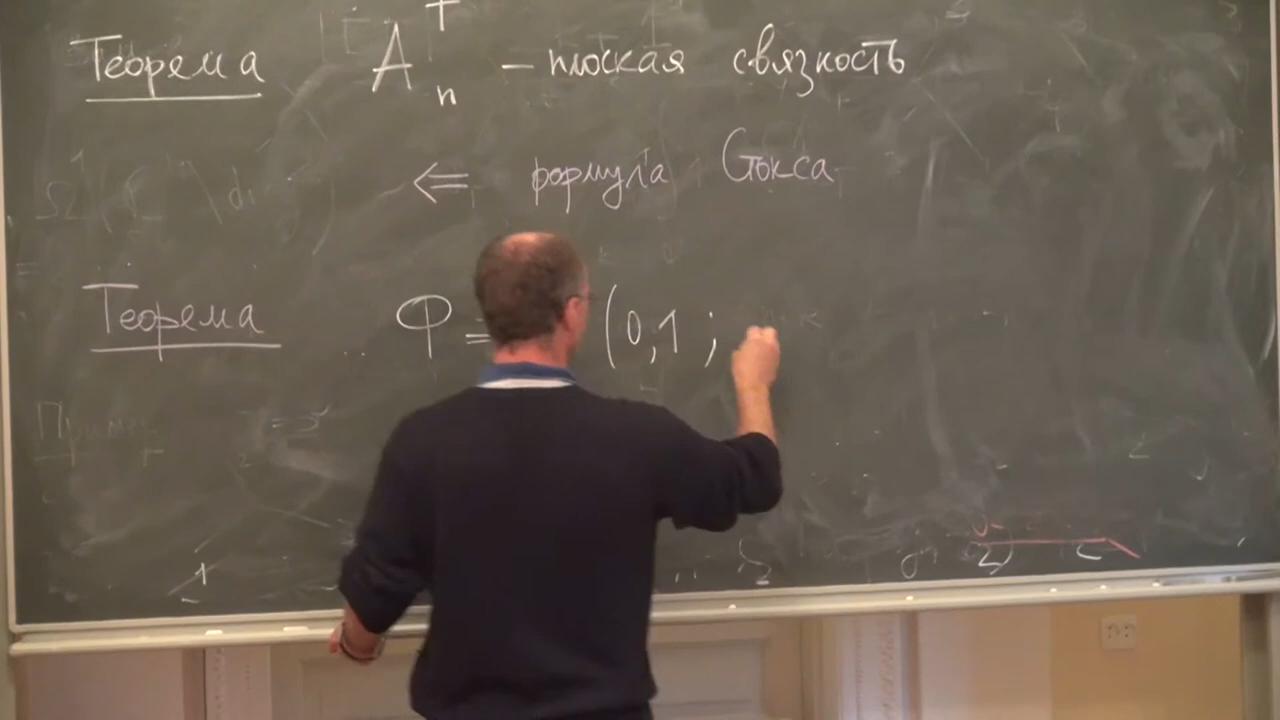 Теорема A_n^T – плоская связность
⇐ формула Стокса
Теорема Φ = (0,1 ;